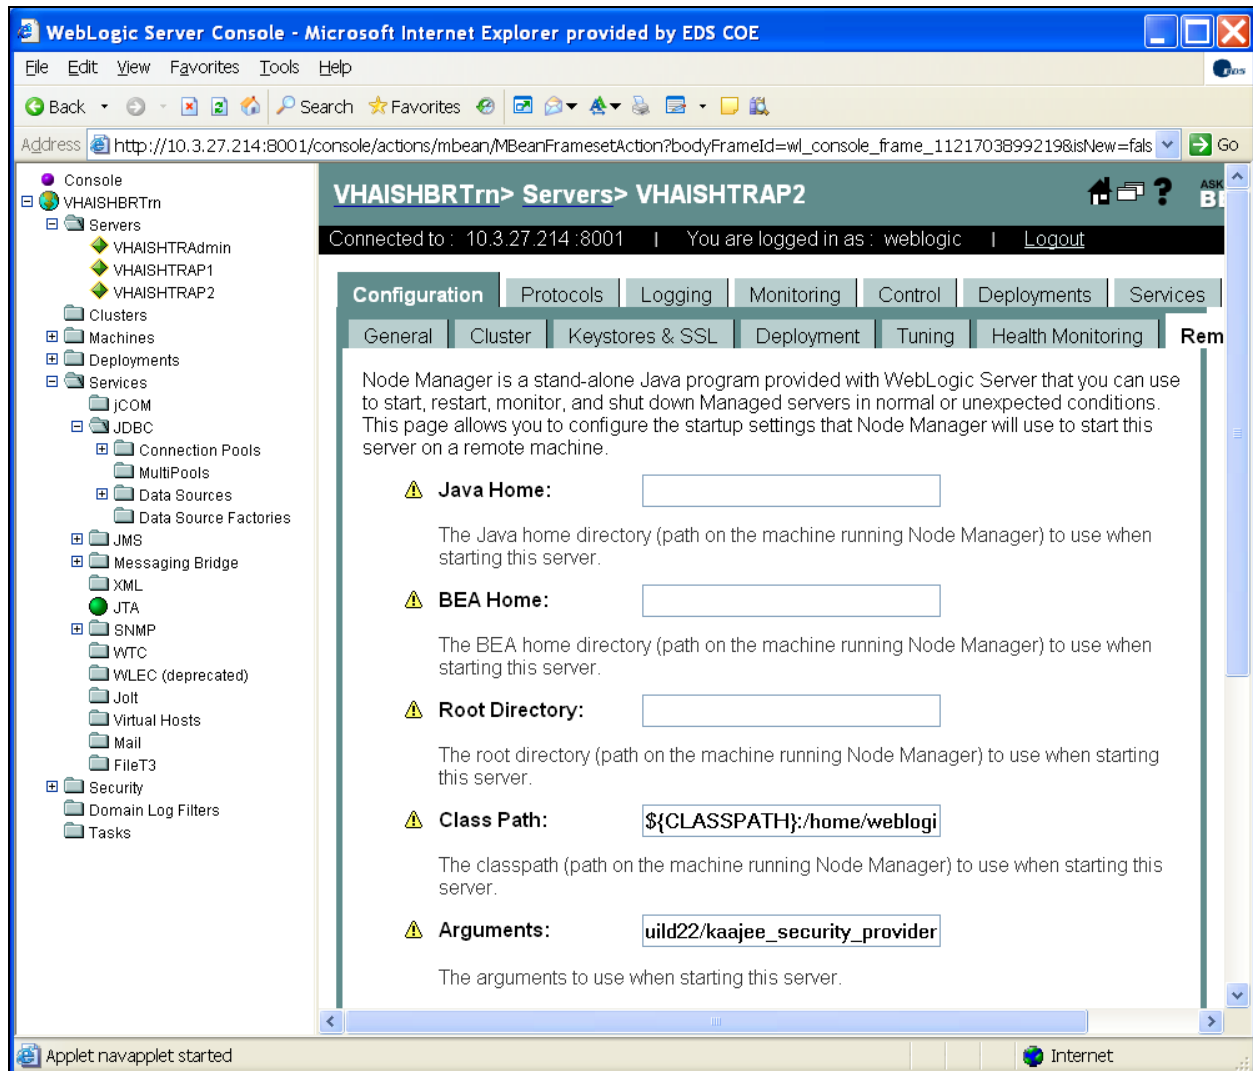 WebLogic Server Console - Microsoft Internet Explorer provided by EDS COE
File Edit View Favorites Tools Help
EDS
Back Search Favorites
Address http://10.3.27.214:8001/console/actions/mbean/MBeanFramesetAction?bodyFrameId=wl_console_frame_1121703899219&isNew=fals Go
Console
VHAISHBRTrn
Servers
VHAISHTRAdmin
VHAISHTRAP1
VHAISHTRAP2
Clusters
Machines
Deployments
Services
jCOM
JDBC
Connection Pools
MultiPools
Data Sources
Data Source Factories
JMS
Messaging Bridge
XML
JTA
SNMP
WTC
WLEC (deprecated)
Jolt
Virtual Hosts
Mail
FileT3
Security
Domain Log Filters
Tasks
VHAISHBRTrn> Servers> VHAISHTRAP2
? ASK
BE
Connected to : 10.3.27.214 :8001 | You are logged in as : weblogic | Logout
Configuration Protocols Logging Monitoring Control Deployments Services
General Cluster Keystores & SSL Deployment Tuning Health Monitoring Rem
Node Manager is a stand-alone Java program provided with WebLogic Server that you can use
to start, restart, monitor, and shut down Managed servers in normal or unexpected conditions.
This page allows you to configure the startup settings that Node Manager will use to start this
server on a remote machine.
Java Home:
The Java home directory (path on the machine running Node Manager) to use when
starting this server.
BEA Home:
The BEA home directory (path on the machine running Node Manager) to use when
starting this server.
Root Directory:
The root directory (path on the machine running Node Manager) to use when starting
this server.
Class Path: ${CLASSPATH}:/home/weblogi
The classpath (path on the machine running Node Manager) to use when starting this
server.
Arguments: uild22/kaajee_security_provider
The arguments to use when starting this server.
Applet navapplet started Internet